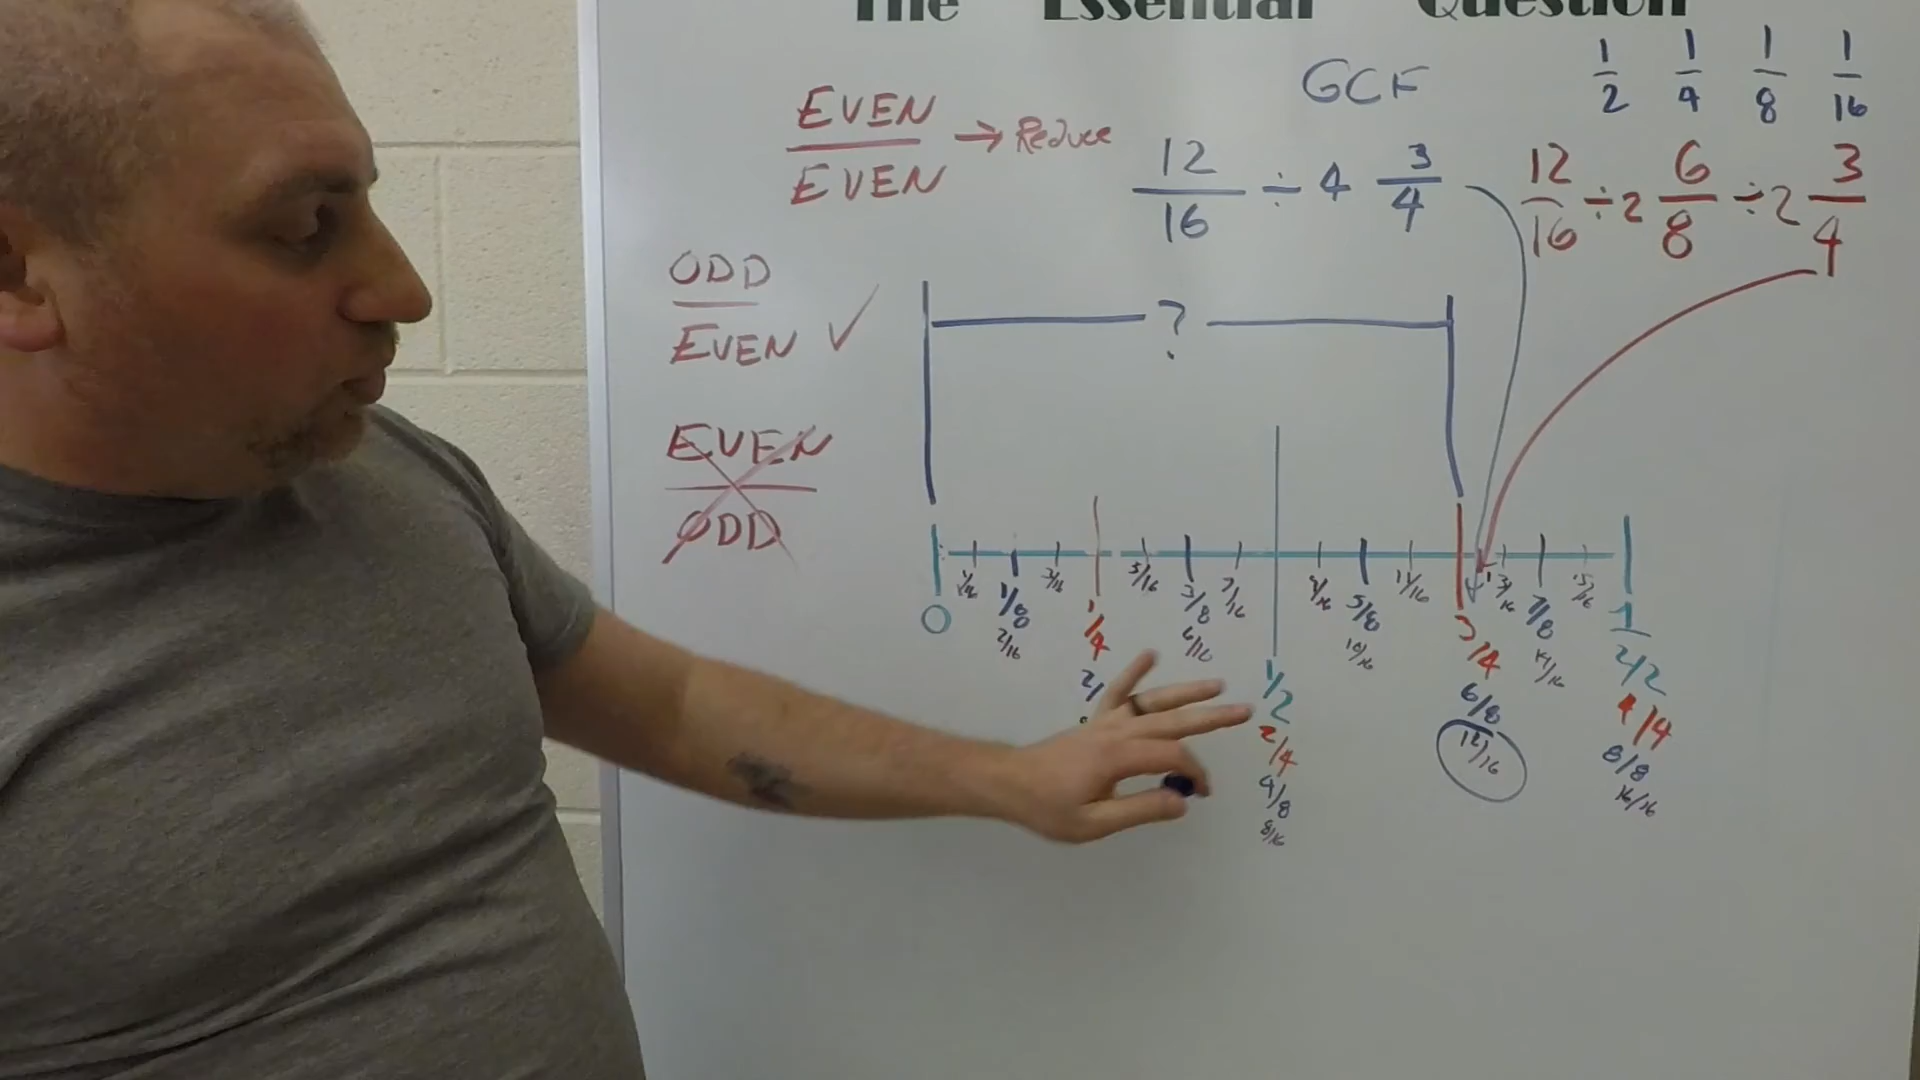 The Essential Question
GCF
1/2 1/4 1/8 1/16
EVEN/EVEN → Reduce
12/16 ÷ 4 3/4
12/16 ÷2 6/8 ÷2 3/4
ODD/EVEN ✓
?
EVEN/ODD
0 1/16 1/8 3/16 1/4 5/16 3/8 7/16 1/2 9/16 5/8 11/16 3/4 13/16 7/8 15/16 1
2/16 2/ 6/16 2/4 10/16 6/8 14/16 2/2
4/8 12/16 4/4
8/16 8/8
16/16